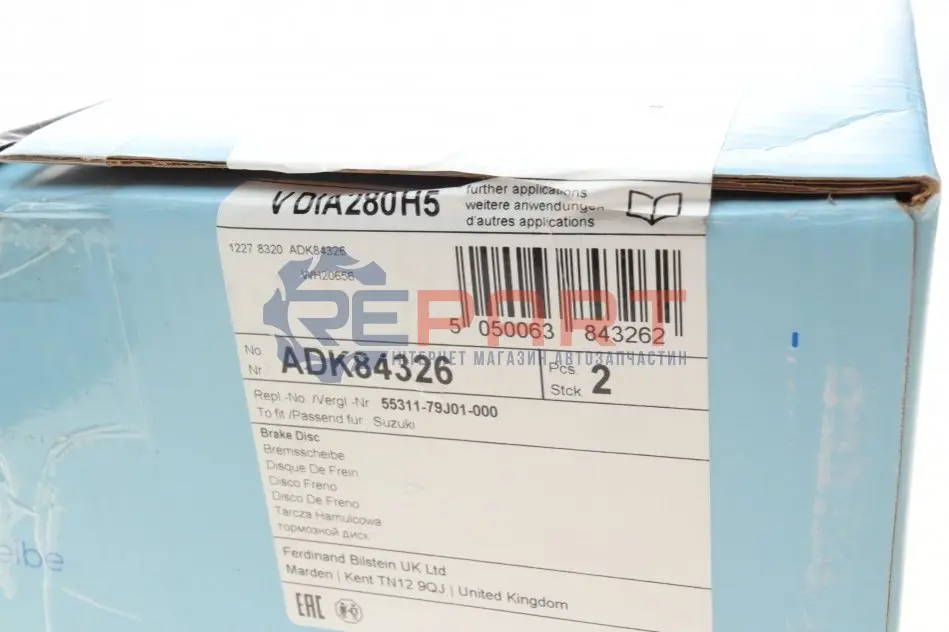 VDIA280H5
further applications
weitere anwendungen
d'autres applications
1227 8320 ADK84326
WH20656
5 050063 843262
REPART
ІНТЕРНЕТ МАГАЗИН АВТОЗАПЧАСТИН
No.
Nr.
ADK84326
Pcs.
Stck
2
Repl.-No. /Vergl.-Nr. 55311-79J01-000
To fit /Passend für: Suzuki
Brake Disc
Bremsscheibe
Disque De Frein
Disco Freno
Disco De Freno
Tarcza Hamulcowa
тормозной диск
eibe
Ferdinand Bilstein UK Ltd
Marden | Kent TN12 9QJ | United Kingdom
EAC